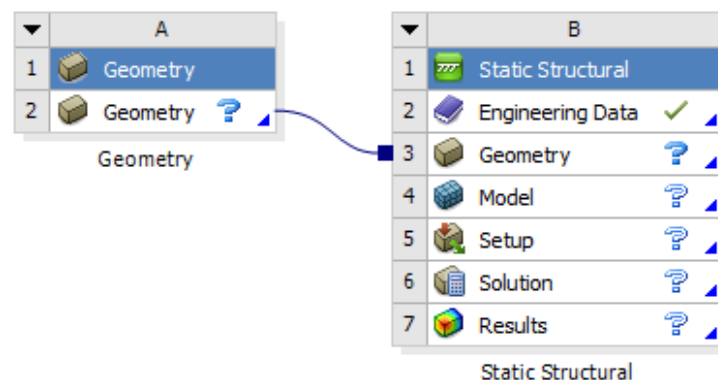 A
1 Geometry
2 Geometry ?
Geometry
B
1 Static Structural
2 Engineering Data ✓
3 Geometry ?
4 Model ?
5 Setup ?
6 Solution ?
7 Results ?
Static Structural